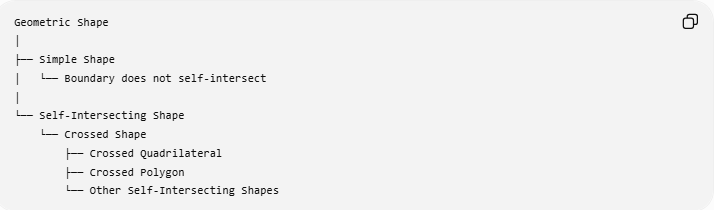 Geometric Shape
│
├── Simple Shape
│   └── Boundary does not self-intersect
│
└── Self-Intersecting Shape
    └── Crossed Shape
        ├── Crossed Quadrilateral
        ├── Crossed Polygon
        └── Other Self-Intersecting Shapes